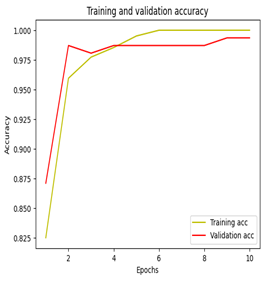 Training and validation accuracy
1.000
0.975
0.950
0.925
0.900
0.875
0.850
0.825
Accuracy
Training acc
Validation acc
2 4 6 8 10
Epochs